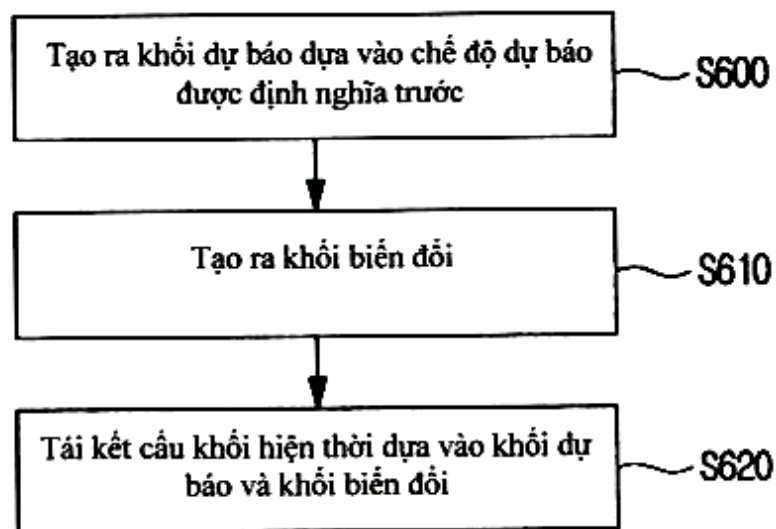 Tạo ra khối dự báo dựa vào chế độ dự báo
được định nghĩa trước
S600
Tạo ra khối biến đổi
S610
Tái kết cấu khối hiện thời dựa vào khối dự
báo và khối biến đổi
S620